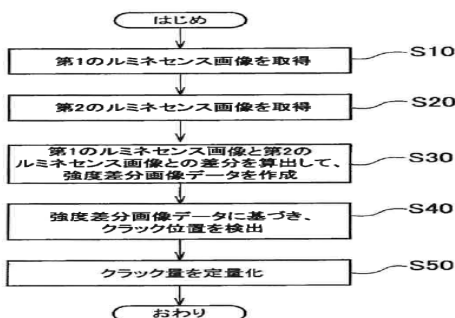 はじめ
第1のルミネセンス画像を取得
S10
第2のルミネセンス画像を取得
S20
第1のルミネセンス画像と第2の
ルミネセンス画像との差分を算出して、
強度差分画像データを作成
S30
強度差分画像データに基づき、
クラック位置を検出
S40
クラック量を定量化
S50
おわり